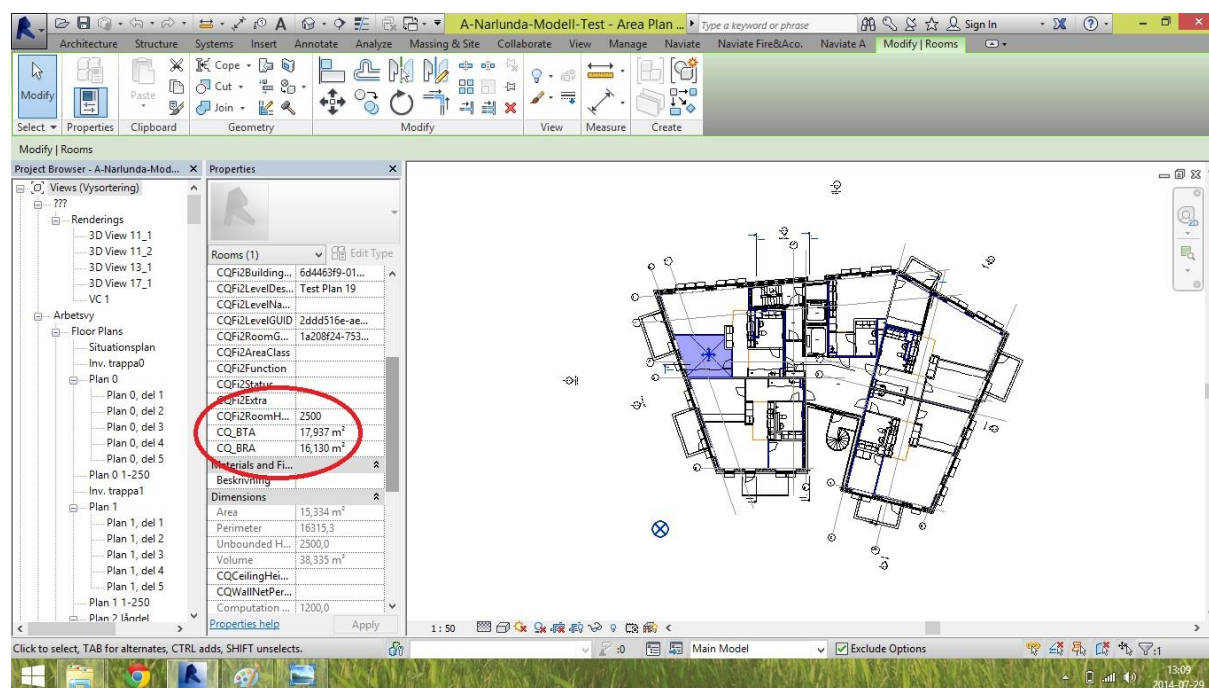 A-Narlunda-Modell-Test - Area Plan ...
Type a keyword or phrase
Sign In
Architecture Structure Systems Insert Annotate Analyze Massing & Site Collaborate View Manage Naviate Naviate Fire&Aco. Naviate A Modify | Rooms
Cope
Cut
Join
Modify
Paste
Select Properties Clipboard Geometry Modify View Measure Create
Modify | Rooms
Project Browser - A-Narlunda-Mod...
Views (Vysortering)
???
Renderings
3D View 11_1
3D View 11_2
3D View 13_1
3D View 17_1
VC 1
Arbetsvy
Floor Plans
Situationsplan
Inv. trappa0
Plan 0
Plan 0, del 1
Plan 0, del 2
Plan 0, del 3
Plan 0, del 4
Plan 0, del 5
Plan 0 1-250
Inv. trappa1
Plan 1
Plan 1, del 1
Plan 1, del 2
Plan 1, del 3
Plan 1, del 4
Plan 1, del 5
Plan 1 1-250
Plan 2 lågdel
Properties
Rooms (1)
Edit Type
CQFi2Building... 6d4463f9-01...
CQFi2LevelDes... Test Plan 19
CQFi2LevelNa...
CQFi2LevelGUID 2ddd516e-ae...
CQFi2RoomG... 1a208f24-753...
CQFi2AreaClass
CQFi2Function
CQFi2Status
CQFi2Extra
CQFi2RoomH... 2500
CQ_BTA 17,937 m²
CQ_BRA 16,130 m²
Materials and Fi...
Beskrivning
Dimensions
Area 15,334 m²
Perimeter 16315,3
Unbounded H... 2500,0
Volume 38,335 m³
CQCeilingHei...
CQWallNetPer...
Computation ... 1200,0
Properties help
Apply
2D
1 : 50
Click to select, TAB for alternates, CTRL adds, SHIFT unselects.
:0
Main Model
Exclude Options
:1
13:09
2014-07-29